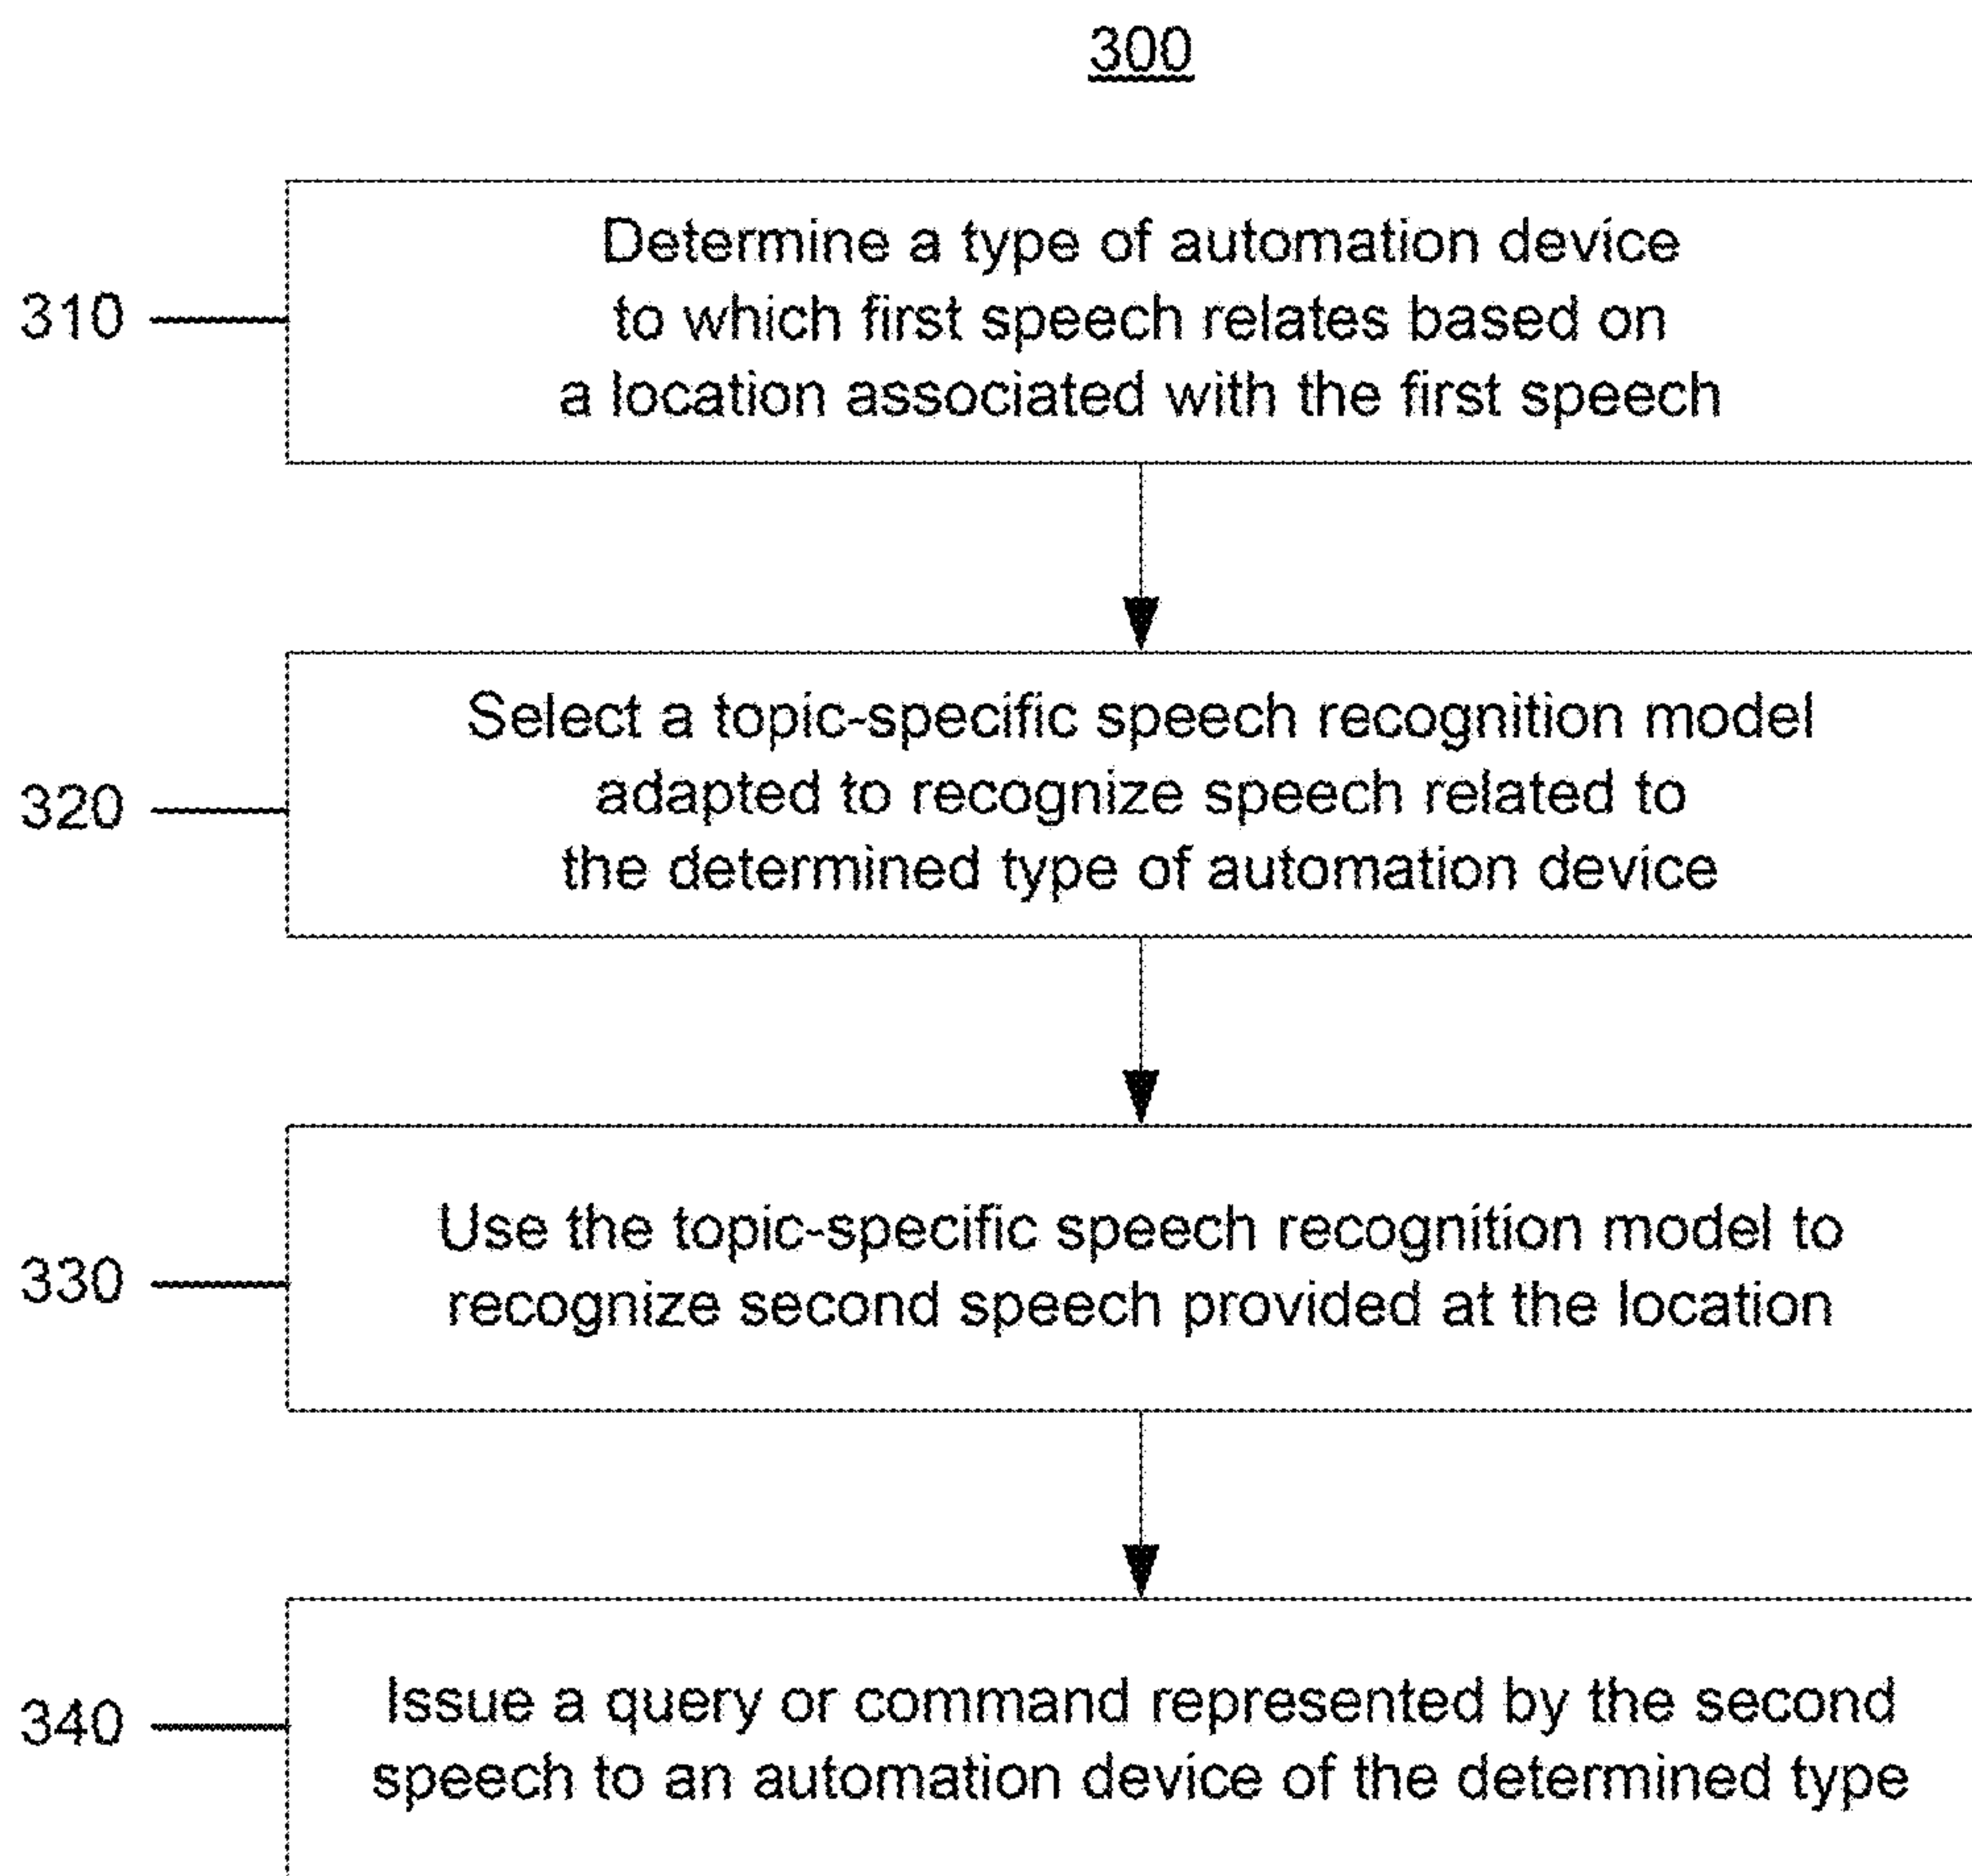 300
310
Determine a type of automation device
to which first speech relates based on
a location associated with the first speech
320
Select a topic-specific speech recognition model
adapted to recognize speech related to
the determined type of automation device
330
Use the topic-specific speech recognition model to
recognize second speech provided at the location
340
Issue a query or command represented by the second
speech to an automation device of the determined type